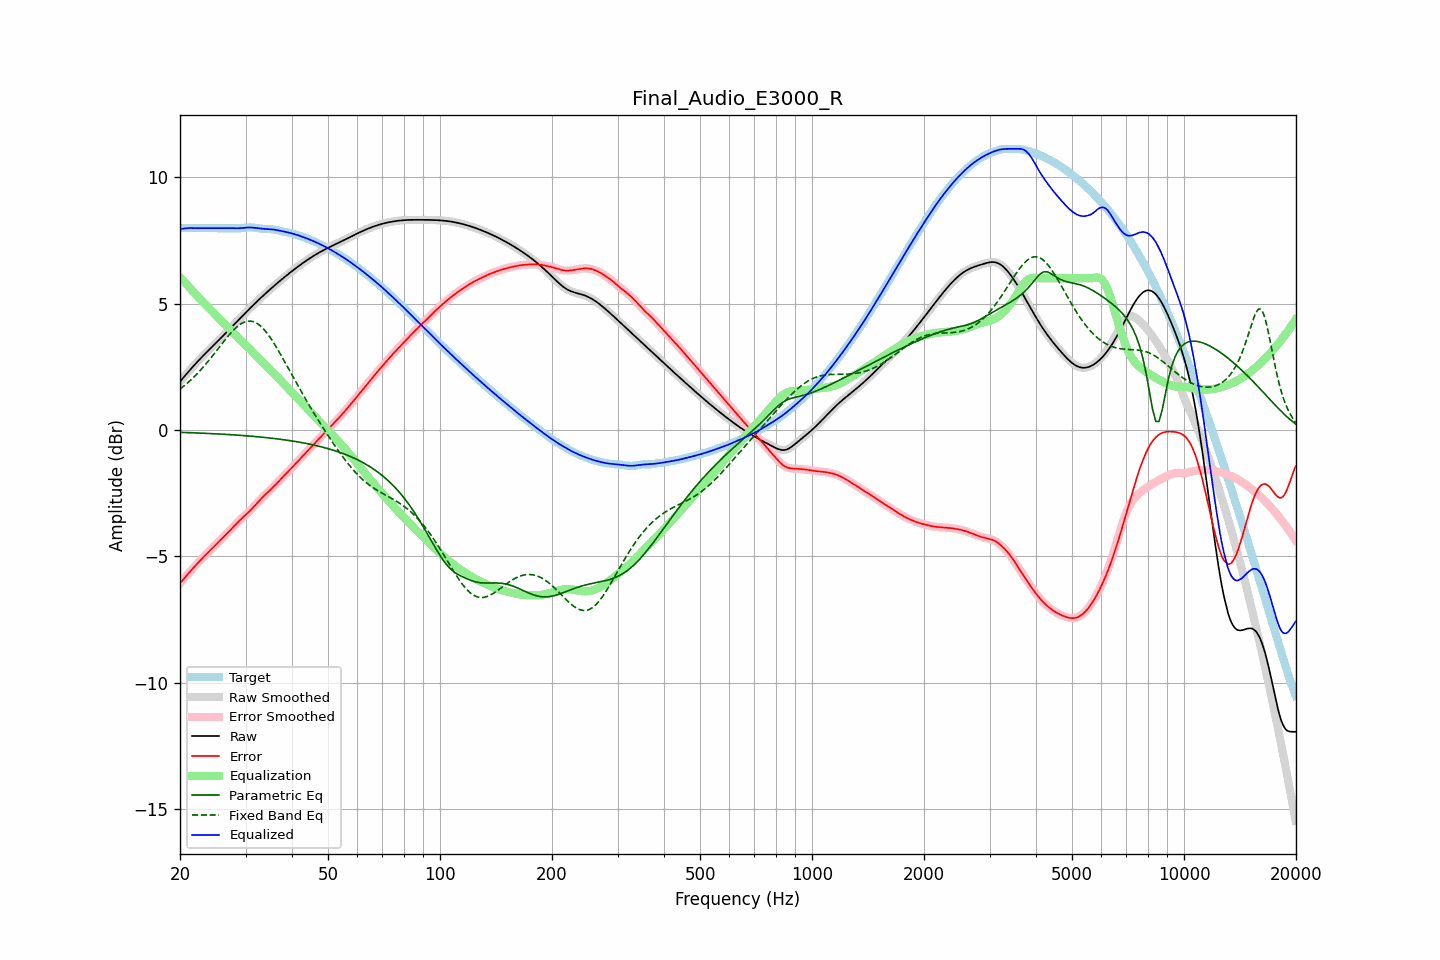 Final_Audio_E3000_R
10
5
0
−5
−10
−15
Amplitude (dBr)
Target
Raw Smoothed
Error Smoothed
Raw
Error
Equalization
Parametric Eq
Fixed Band Eq
Equalized
20 50 100 200 500 1000 2000 5000 10000 20000
Frequency (Hz)